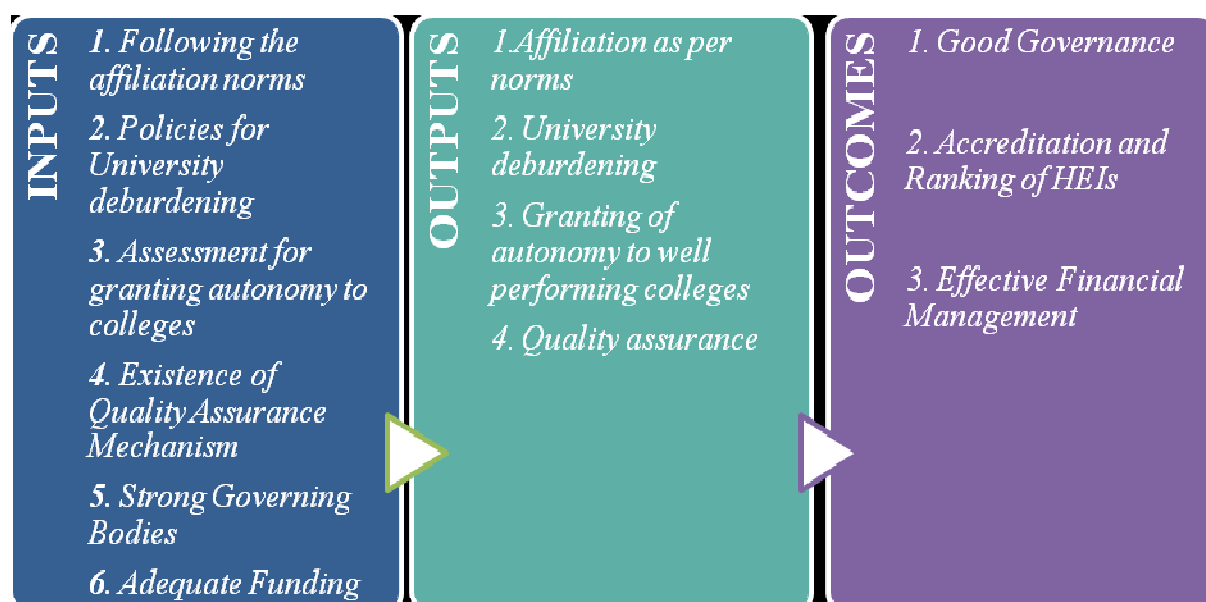 INPUTS
1. Following the
affiliation norms
2. Policies for
University
deburdening
3. Assessment for
granting autonomy to
colleges
4. Existence of
Quality Assurance
Mechanism
5. Strong Governing
Bodies
6. Adequate Funding
OUTPUTS
1.Affiliation as per
norms
2. University
deburdening
3. Granting of
autonomy to well
performing colleges
4. Quality assurance
OUTCOMES
1. Good Governance
2. Accreditation and
Ranking of HEIs
3. Effective Financial
Management